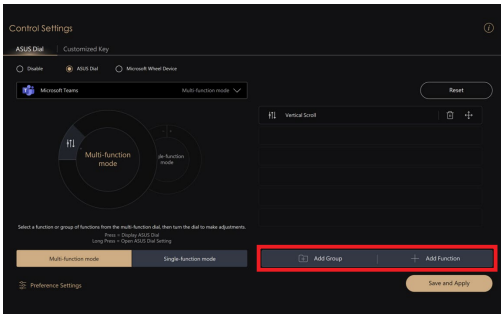 Control Settings
ASUS Dial
Customized Key
Disable
ASUS Dial
Microsoft Wheel Device
Microsoft Teams
Multi-function mode
Reset
Vertical Scroll
Multi-function
mode
gle-function
mode
Select a function or group of functions from the multi-function dial, then turn the dial to make adjustments.
Press = Display ASUS Dial
Long Press = Open ASUS Dial Setting
Multi-function mode
Single-function mode
Add Group
Add Function
Preference Settings
Save and Apply